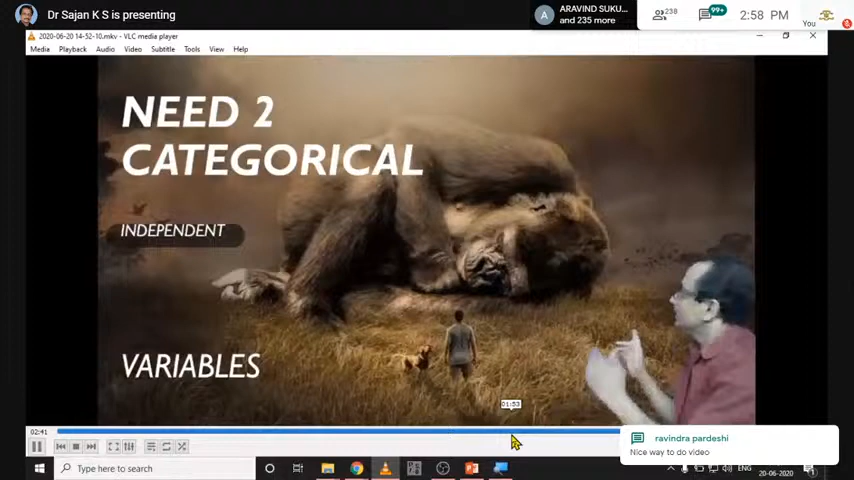 Dr Sajan K S is presenting
ARAVIND SUKU...
and 235 more
238
99+
2:58 PM
You
2020-06-20 14-52-10.mkv - VLC media player
Media Playback Audio Video Subtitle Tools View Help
NEED 2
CATEGORICAL
INDEPENDENT
VARIABLES
01:53
02:41
ravindra pardeshi
Nice way to do video
Type here to search
ENG
20-06-2020